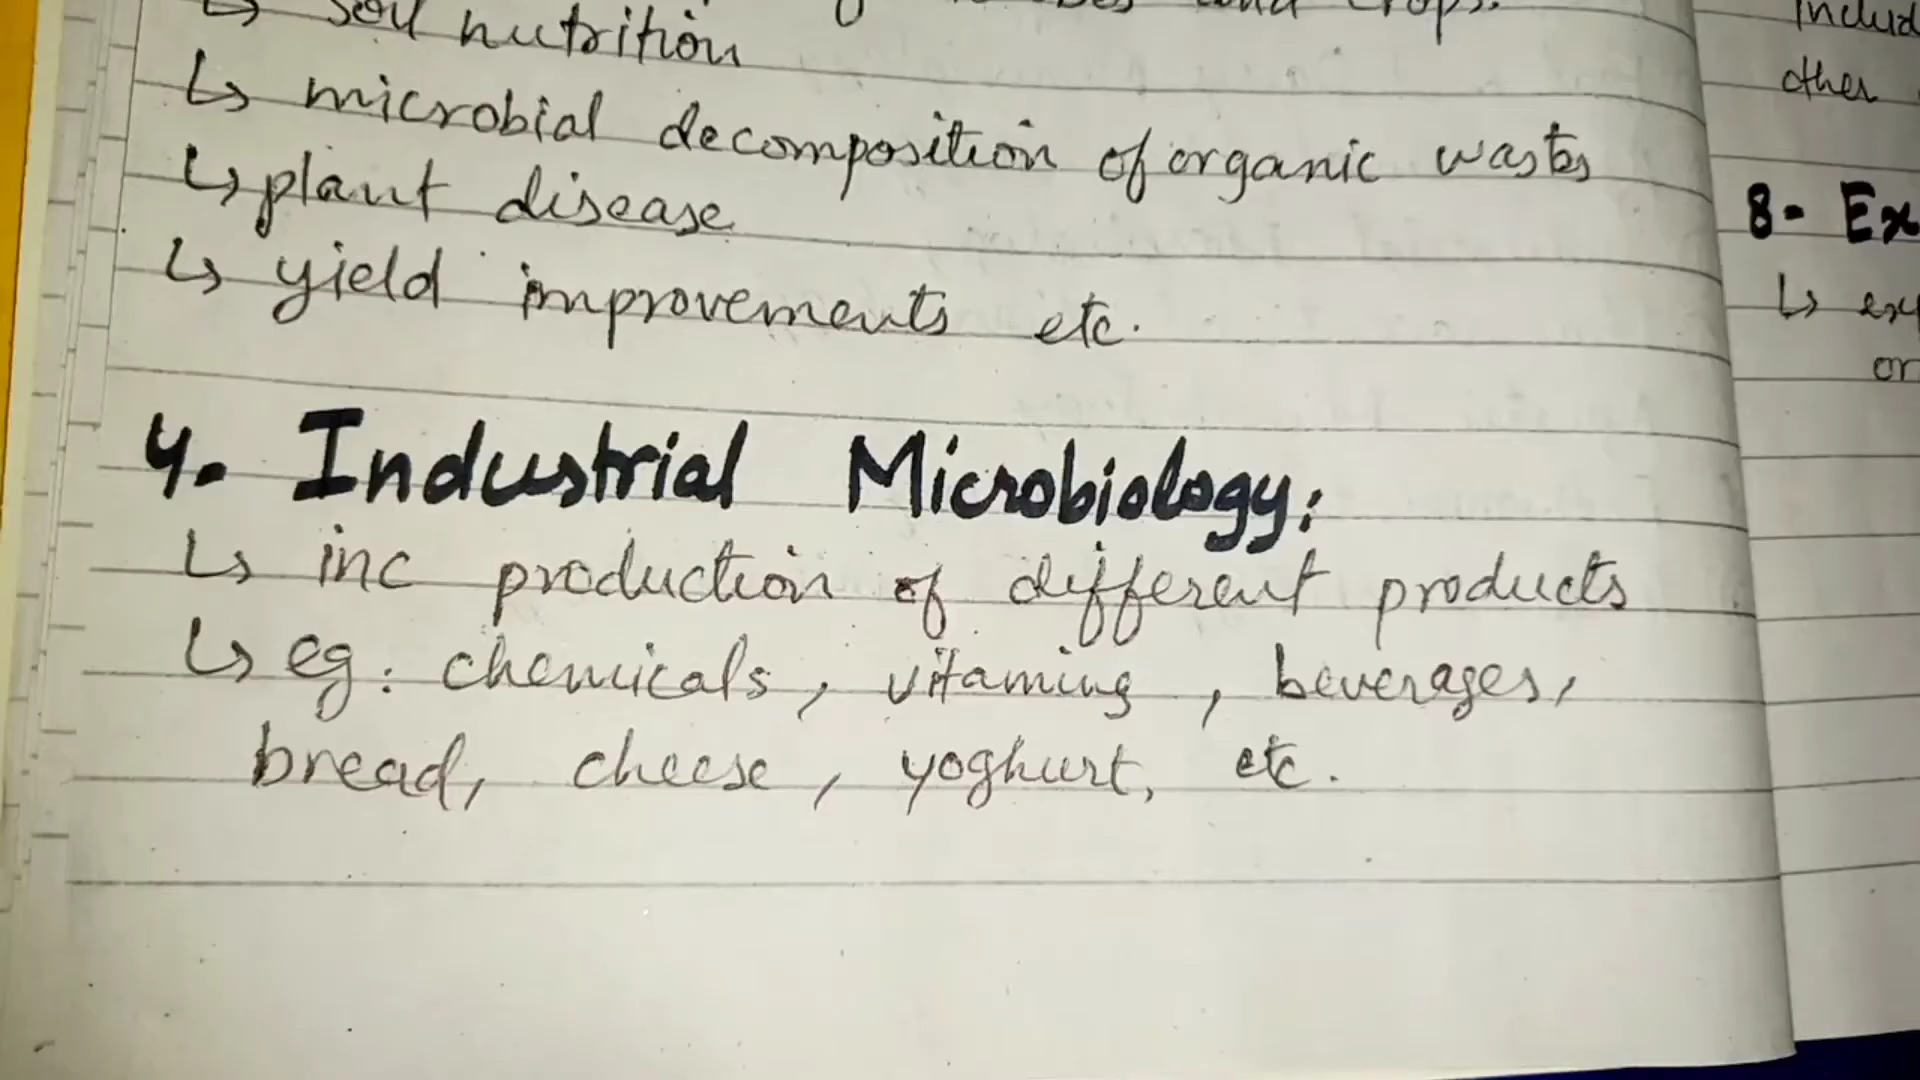 ↳ soil nutrition
↳ microbial decomposition of organic wastes
↳ plant disease
↳ yield improvements etc.
4. Industrial Microbiology:
↳ inc production of different products
↳ eg: chemicals, vitamins, beverages,
bread, cheese, yoghurt, etc.
other
8-